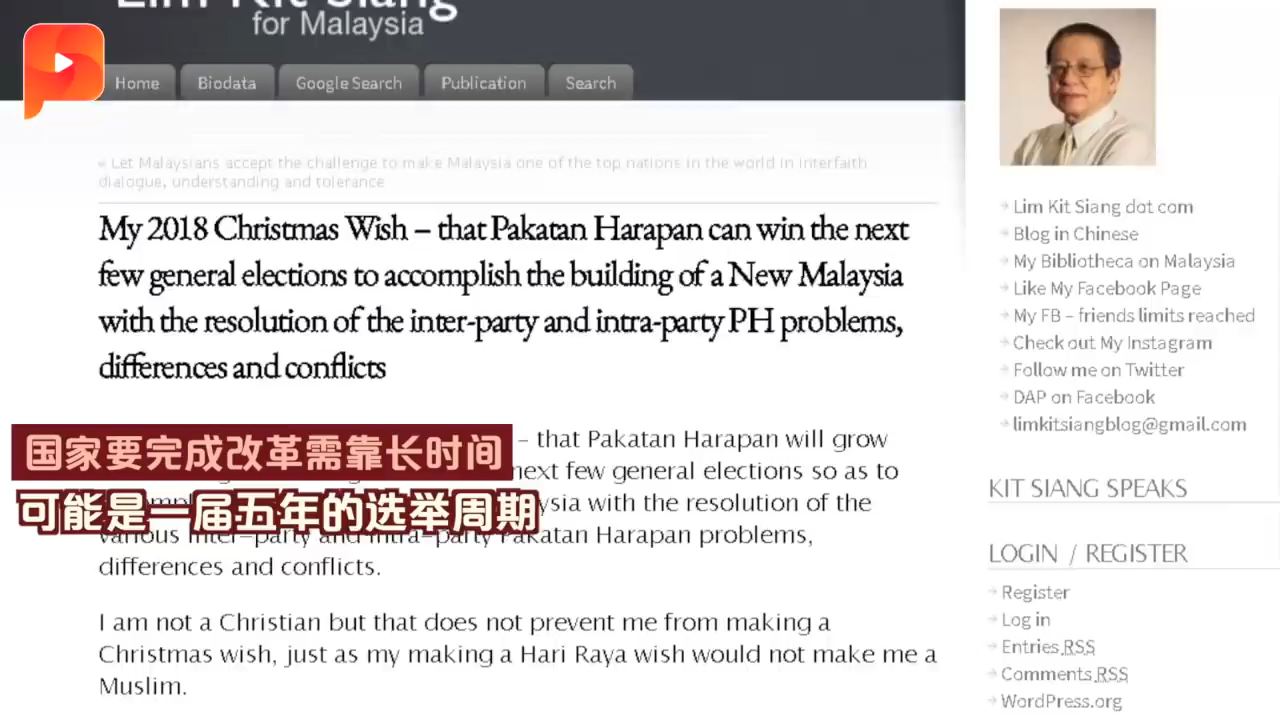 Lim Kit Siang
for Malaysia
Home
Biodata
Google Search
Publication
Search
« Let Malaysians accept the challenge to make Malaysia one of the top nations in the world in interfaith
dialogue, understanding and tolerance
My 2018 Christmas Wish – that Pakatan Harapan can win the next
few general elections to accomplish the building of a New Malaysia
with the resolution of the inter-party and intra-party PH problems,
differences and conflicts
国家要完成改革需靠长时间
– that Pakatan Harapan will grow
next few general elections so as to
可能是一届五年的选举周期
ysia with the resolution of the
various inter–party and intra–party Pakatan Harapan problems,
differences and conflicts.
I am not a Christian but that does not prevent me from making a
Christmas wish, just as my making a Hari Raya wish would not make me a
Muslim.
Lim Kit Siang dot com
Blog in Chinese
My Bibliotheca on Malaysia
Like My Facebook Page
My FB – friends limits reached
Check out My Instagram
Follow me on Twitter
DAP on Facebook
limkitsiangblog@gmail.com
KIT SIANG SPEAKS
LOGIN / REGISTER
Register
Log in
Entries RSS
Comments RSS
WordPress.org